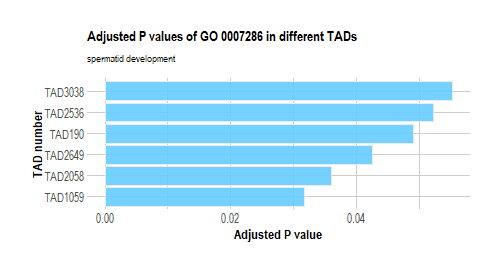 Adjusted P values of GO 0007286 in different TADs
spermatid development
TAD number
TAD3038
TAD2536
TAD190
TAD2649
TAD2058
TAD1059
0.00 0.02 0.04
Adjusted P value